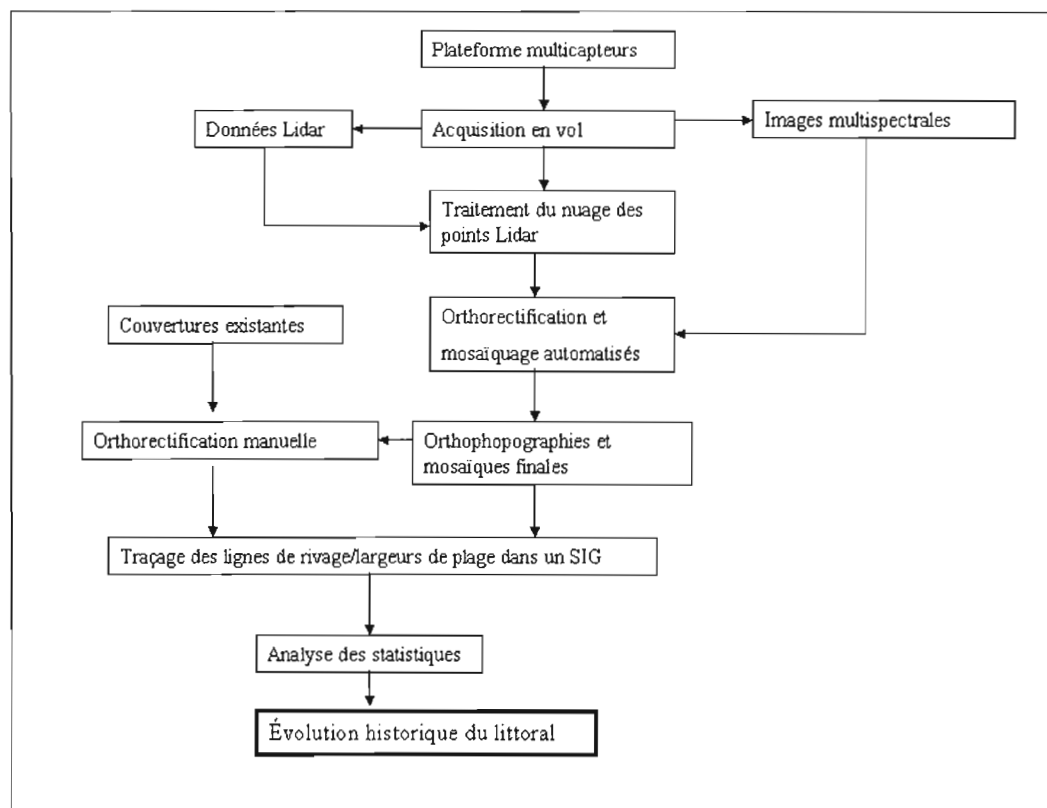 Plateforme multicapteurs
Données Lidar
Acquisition en vol
Images multispectrales
Traitement du nuage des
points Lidar
Couvertures existantes
Orthorectification et
mosaïquage automatisés
Orthorectification manuelle
Orthophopographies et
mosaïques finales
Traçage des lignes de rivage/largeurs de plage dans un SIG
Analyse des statistiques
Évolution historique du littoral